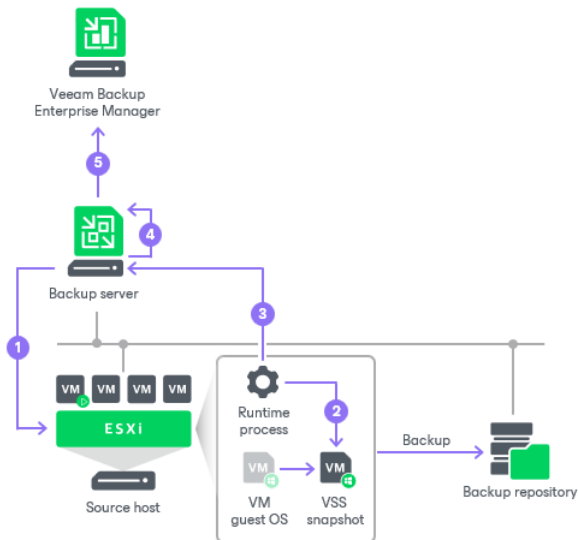 Veeam Backup
Enterprise Manager
5
4
Backup server
3
1
VM VM VM VM
ESXi
Source host
Runtime
process
2
VM
VM
VM
guest OS
VSS
snapshot
Backup
Backup repository